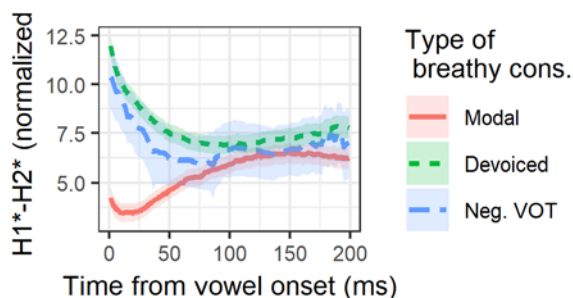 H1*-H2* (normalized)
12.5
10.0
7.5
5.0
0
50
100
150
200
Time from vowel onset (ms)
Type of
breathy cons.
Modal
Devoiced
Neg. VOT